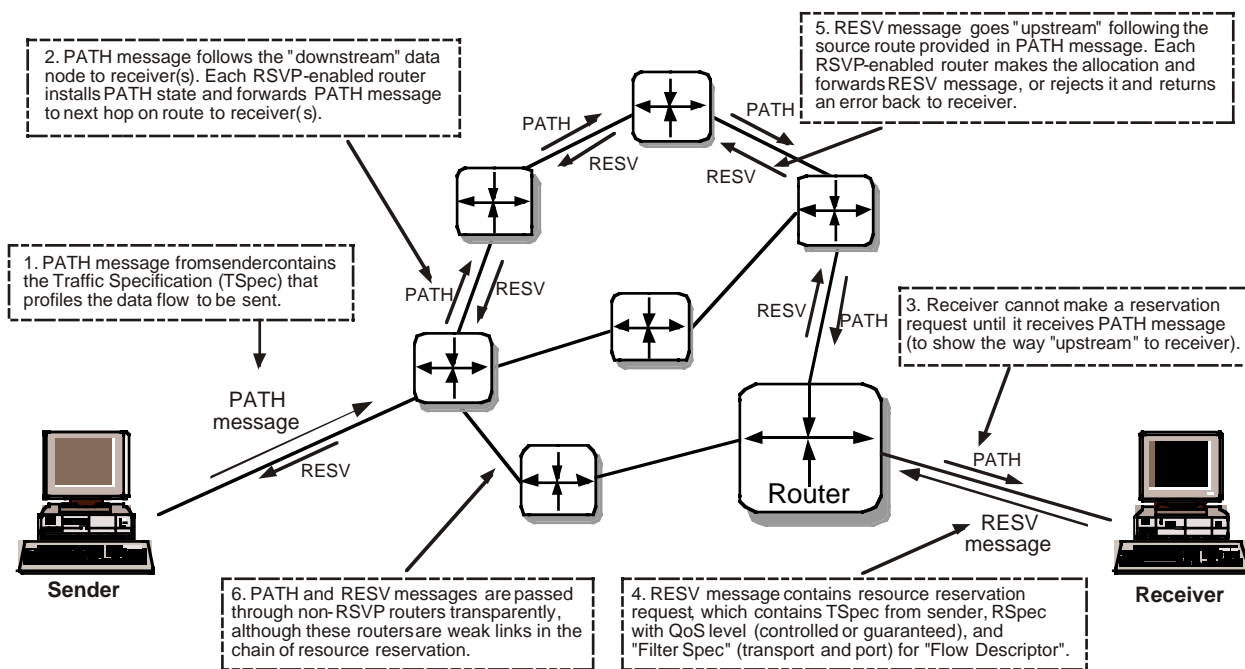 2. PATH message follows the "downstream" data
node to receiver(s). Each RSVP-enabled router
installs PATH state and forwards PATH message
to next hop on route to receiver(s).
5. RESV message goes "upstream" following the
source route provided in PATH message. Each
RSVP-enabled router makes the allocation and
forwards RESV message, or rejects it and returns
an error back to receiver.
PATH
RESV
PATH
RESV
1. PATH message fromsendercontains
the Traffic Specification (TSpec) that
profiles the data flow to be sent.
PATH
RESV
RESV
PATH
3. Receiver cannot make a reservation
request until it receives PATH message
(to show the way "upstream" to receiver).
PATH
message
RESV
Router
PATH
RESV
message
Sender
Receiver
6. PATH and RESV messages are passed
through non-RSVP routers transparently,
although these routers are weak links in the
chain of resource reservation.
4. RESV message contains resource reservation
request, which contains TSpec from sender, RSpec
with QoS level (controlled or guaranteed), and
"Filter Spec" (transport and port) for "Flow Descriptor".